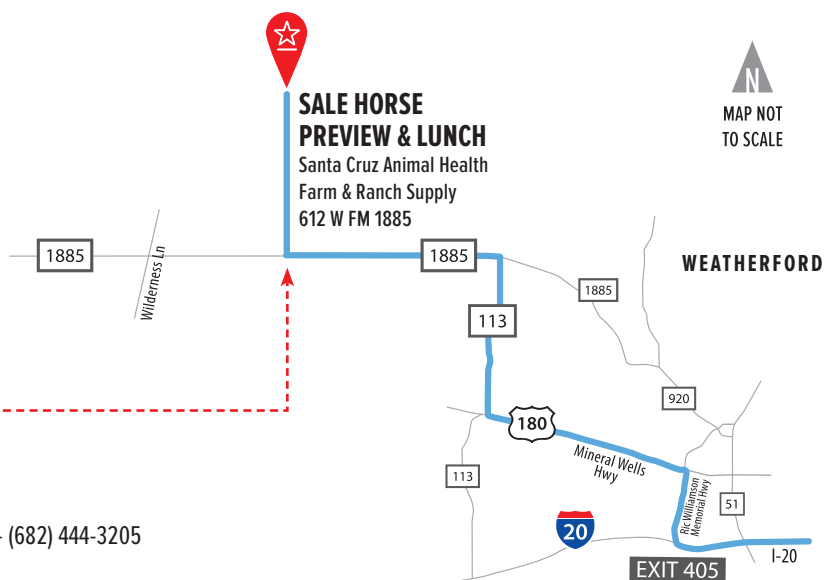 SALE HORSE
PREVIEW & LUNCH
Santa Cruz Animal Health
Farm & Ranch Supply
612 W FM 1885
N
MAP NOT
TO SCALE
1885
Wilderness Ln
1885
1885
WEATHERFORD
113
920
180
Mineral Wells
Hwy
113
Ric Williamson
Memorial Hwy
51
20
I-20
EXIT 405
(682) 444-3205